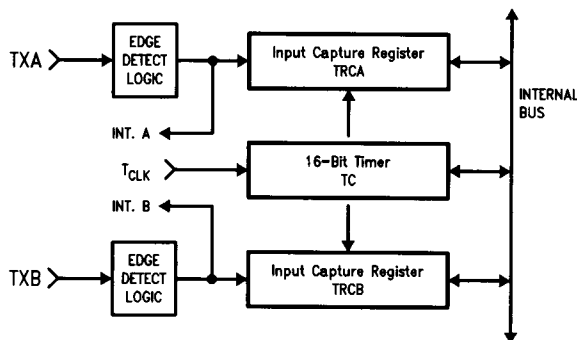 TXA
EDGE
DETECT
LOGIC
Input Capture Register
TRCA
INT. A
INTERNAL
BUS
TCLK
16-Bit Timer
TC
INT. B
TXB
EDGE
DETECT
LOGIC
Input Capture Register
TRCB